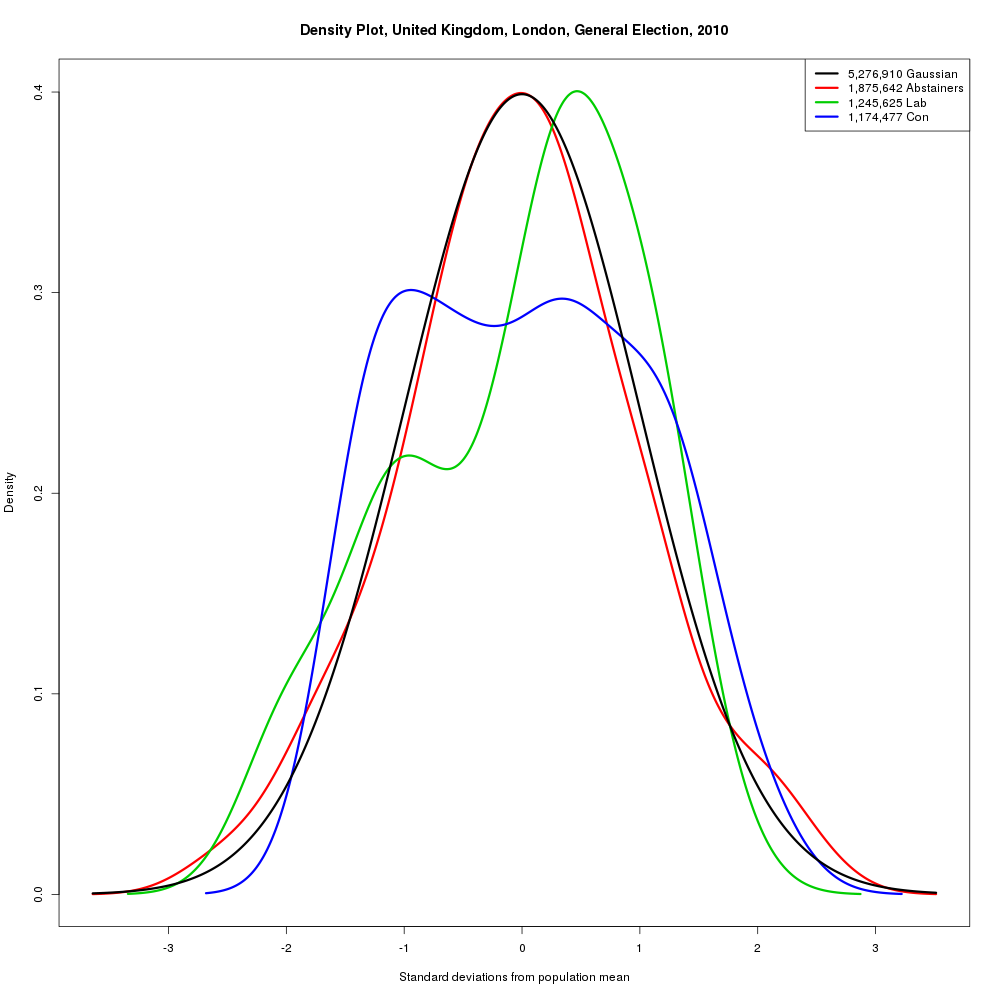 Density Plot, United Kingdom, London, General Election, 2010
5,276,910 Gaussian
1,875,642 Abstainers
1,245,625 Lab
1,174,477 Con
0.4
0.3
0.2
0.1
0.0
Density
-3 -2 -1 0 1 2 3
Standard deviations from population mean